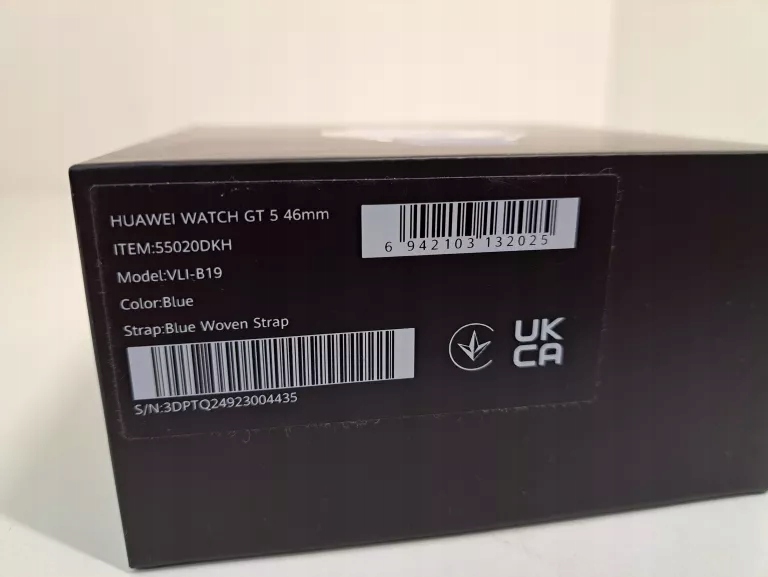 HUAWEI WATCH GT 5 46mm
ITEM:55020DKH
Model:VLI-B19
Color:Blue
Strap:Blue Woven Strap
S/N:3DPTQ24923004435
6 942103 132025
UK
CA